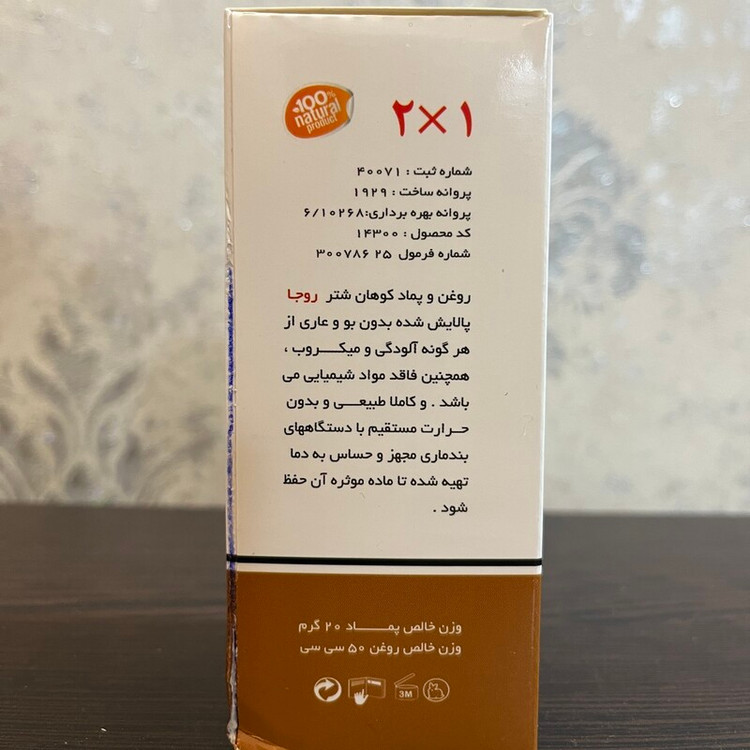 100%
natural
product
۲×۱
شماره ثبت : ۴۰۰۷۱
پروانه ساخت : ۱۹۲۹
پروانه بهره برداری:۶/۱۰۲۶۸
کد محصول : ۱۴۳۰۰
شماره فرمول ۲۵ ۳۰۰۷۸۶
روغن و پماد کوهان شتر روجا
پالایش شده بدون بو و عاری از
هر گونه آلودگی و میکروب ،
همچنین فاقد مواد شیمیایی می
باشد . و کاملا طبیعی و بدون
حرارت مستقیم با دستگاههای
بندماری مجهز و حساس به دما
تهیه شده تا ماده موثره آن حفظ
شود .
وزن خالص پماد ۲۰ گرم
وزن خالص روغن ۵۰ سی سی
3M